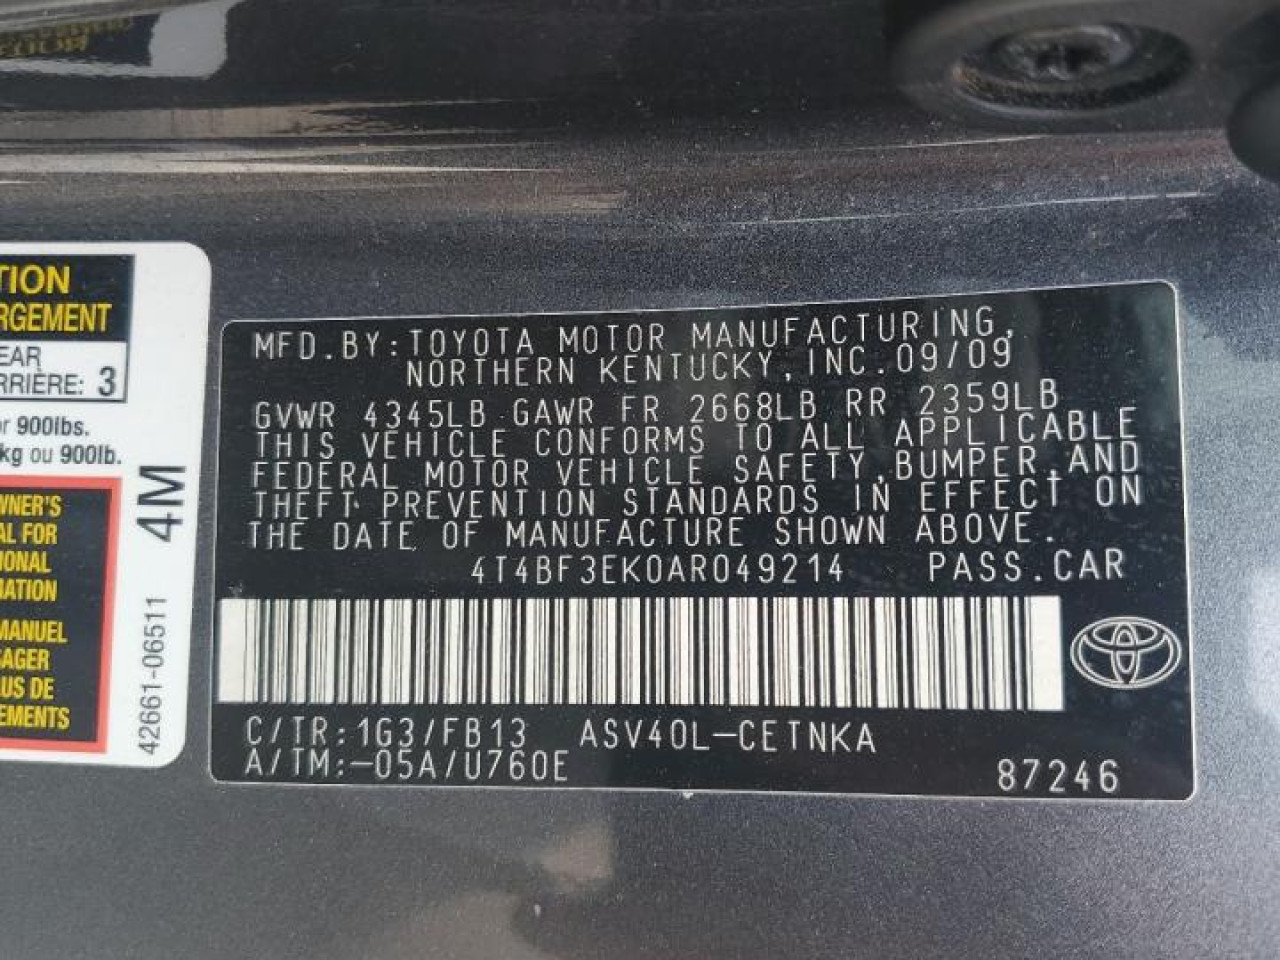 TION
RGEMENT
EAR
RRIÈRE: 3
or 900lbs.
kg ou 900lb.
WNER'S
AL FOR
IONAL
MATION
MANUEL
SAGER
US DE
EMENTS
4M
42661-06511
MFD.BY:TOYOTA MOTOR MANUFACTURING,
NORTHERN KENTUCKY,INC.09/09
GVWR 4345LB GAWR FR 2668LB RR 2359LB
THIS VEHICLE CONFORMS TO ALL APPLICABLE
FEDERAL MOTOR VEHICLE SAFETY,BUMPER,AND
THEFT PREVENTION STANDARDS IN EFFECT ON
THE DATE OF MANUFACTURE SHOWN ABOVE.
4T4BF3EK0AR049214 PASS.CAR
C/TR:1G3/FB13 ASV40L-CETNKA
A/TM:-05A/U760E
87246